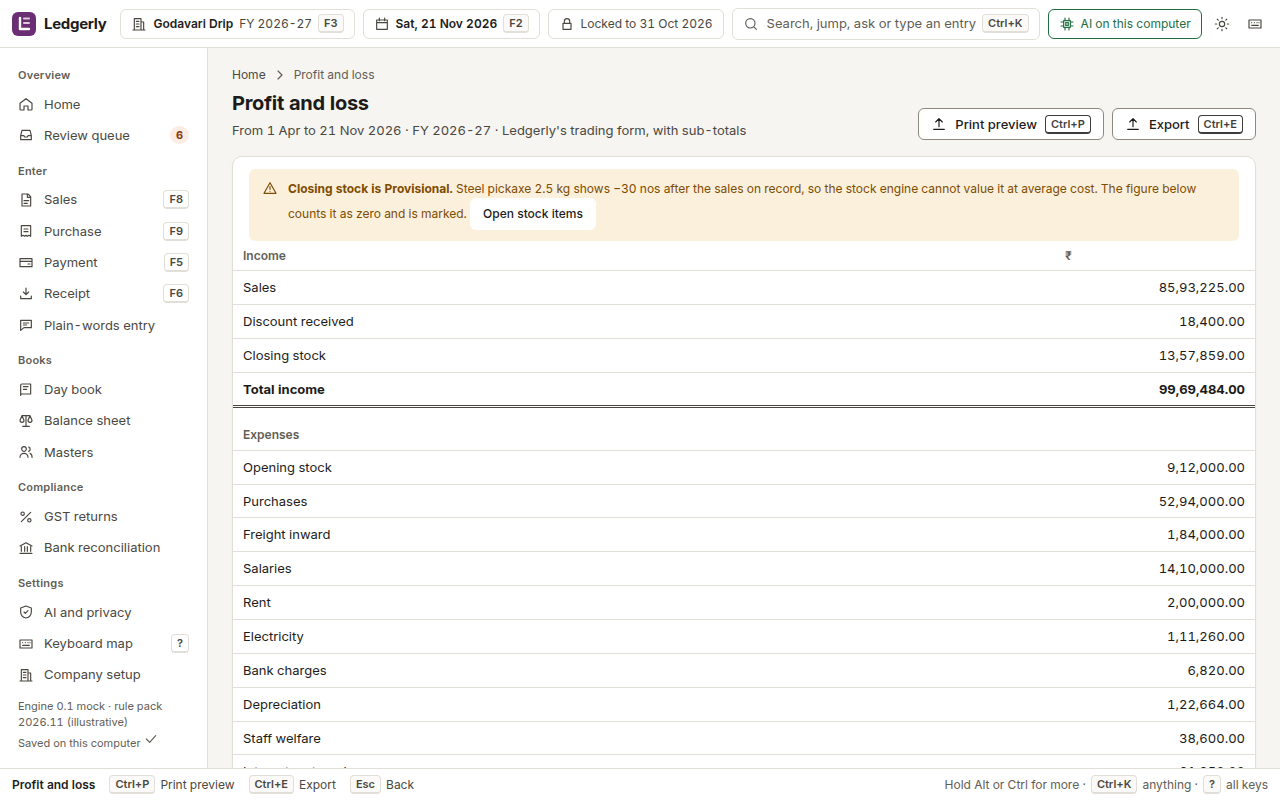 Ledgerly
Godavari Drip FY 2026-27 F3
Sat, 21 Nov 2026 F2
Locked to 31 Oct 2026
Search, jump, ask or type an entry Ctrl+K
AI on this computer
Overview
Home
Review queue 6
Enter
Sales F8
Purchase F9
Payment F5
Receipt F6
Plain-words entry
Books
Day book
Balance sheet
Masters
Compliance
GST returns
Bank reconciliation
Settings
AI and privacy
Keyboard map ?
Company setup
Engine 0.1 mock · rule pack
2026.11 (illustrative)
Saved on this computer
Home > Profit and loss
Profit and loss
From 1 Apr to 21 Nov 2026 · FY 2026-27 · Ledgerly's trading form, with sub-totals
Print preview Ctrl+P
Export Ctrl+E
Closing stock is Provisional. Steel pickaxe 2.5 kg shows −30 nos after the sales on record, so the stock engine cannot value it at average cost. The figure below
counts it as zero and is marked. Open stock items
Income ₹
Sales 85,93,225.00
Discount received 18,400.00
Closing stock 13,57,859.00
Total income 99,69,484.00
Expenses
Opening stock 9,12,000.00
Purchases 52,94,000.00
Freight inward 1,84,000.00
Salaries 14,10,000.00
Rent 2,00,000.00
Electricity 1,11,260.00
Bank charges 6,820.00
Depreciation 1,22,664.00
Staff welfare 38,600.00
Profit and loss Ctrl+P Print preview Ctrl+E Export Esc Back
Hold Alt or Ctrl for more · Ctrl+K anything · ? all keys